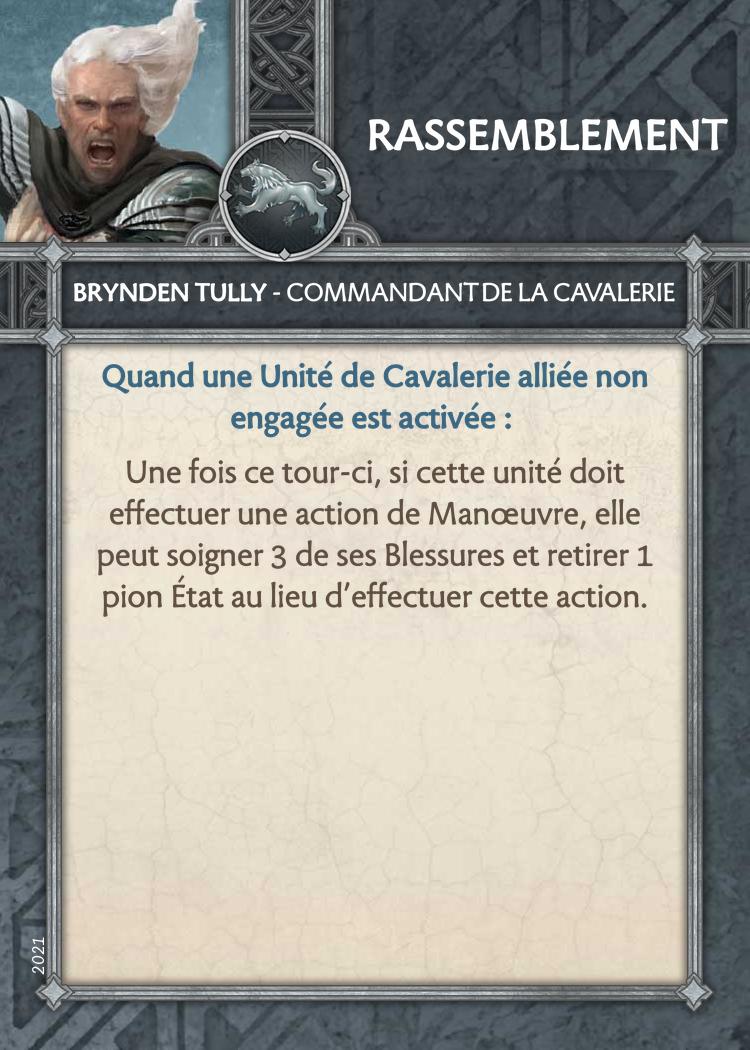 RASSEMBLEMENT
BRYNDEN TULLY - COMMANDANT DE LA CAVALERIE
Quand une Unité de Cavalerie alliée non
engagée est activée :
Une fois ce tour-ci, si cette unité doit
effectuer une action de Manœuvre, elle
peut soigner 3 de ses Blessures et retirer 1
pion État au lieu d’effectuer cette action.
2021